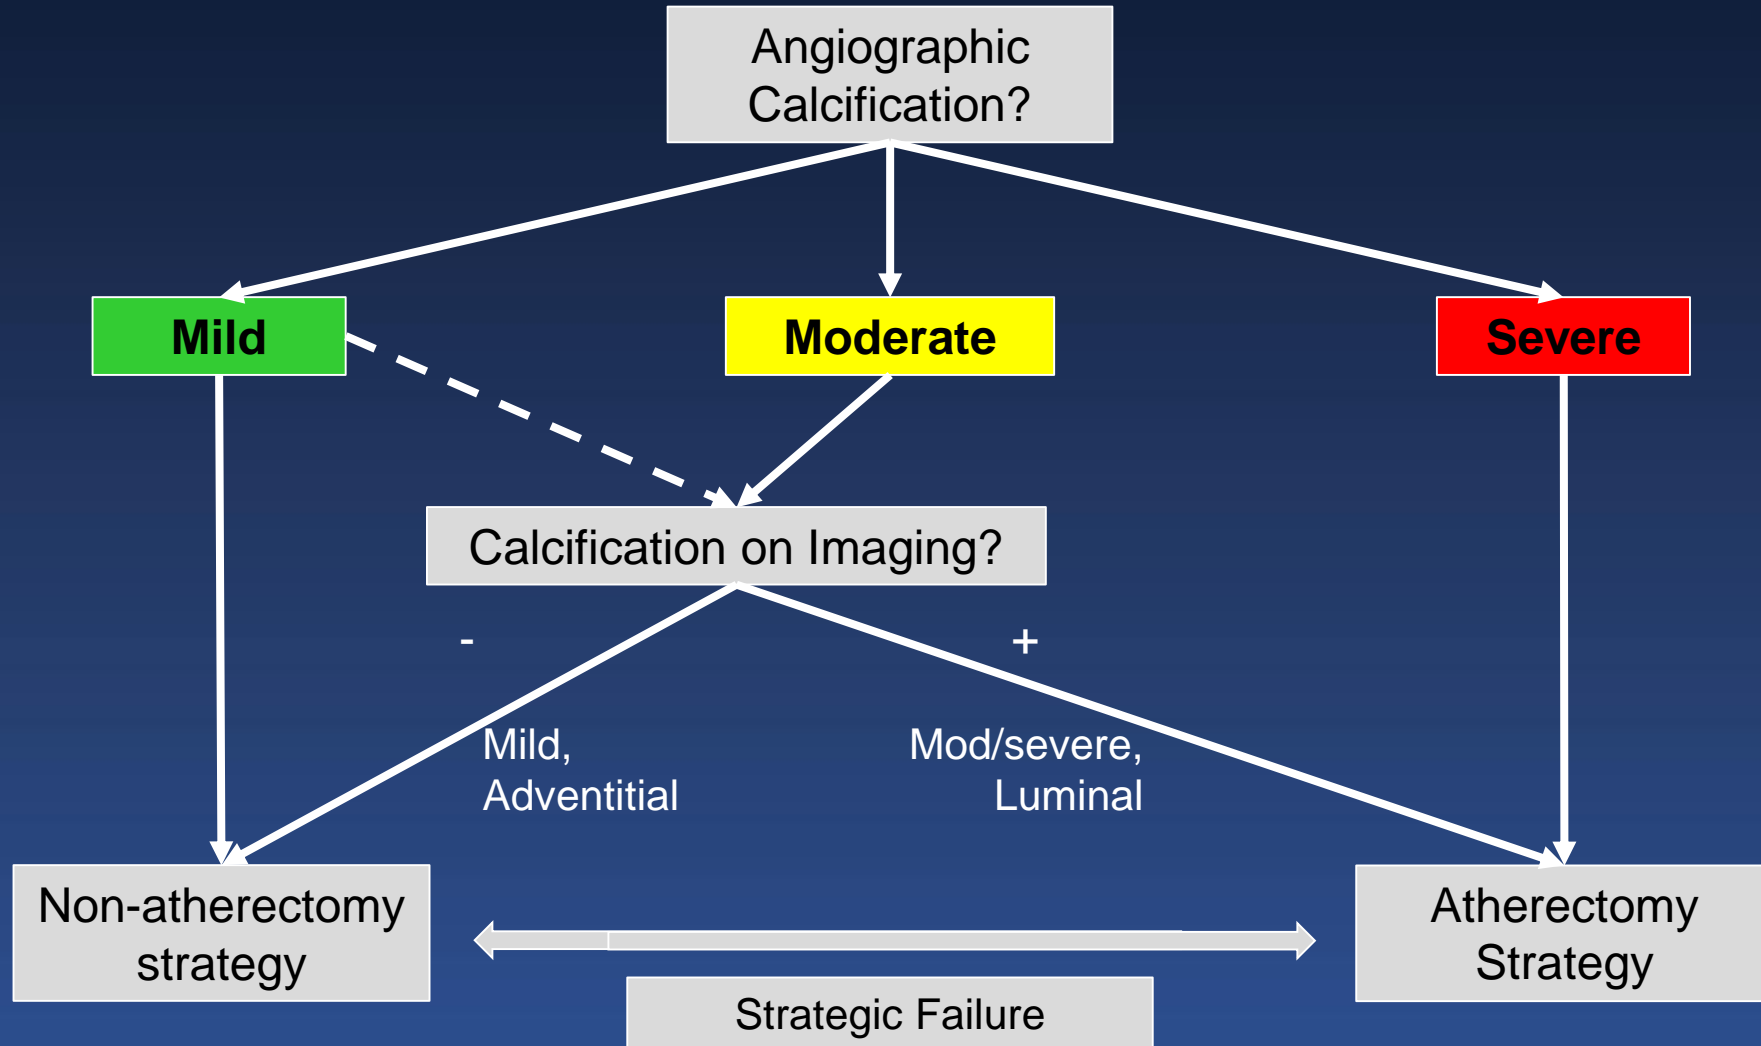 Angiographic
Calcification?
Mild
Moderate
Severe
Calcification on Imaging?
-
+
Mild,
Adventitial
Mod/severe,
Luminal
Non-atherectomy
strategy
Atherectomy
Strategy
Strategic Failure